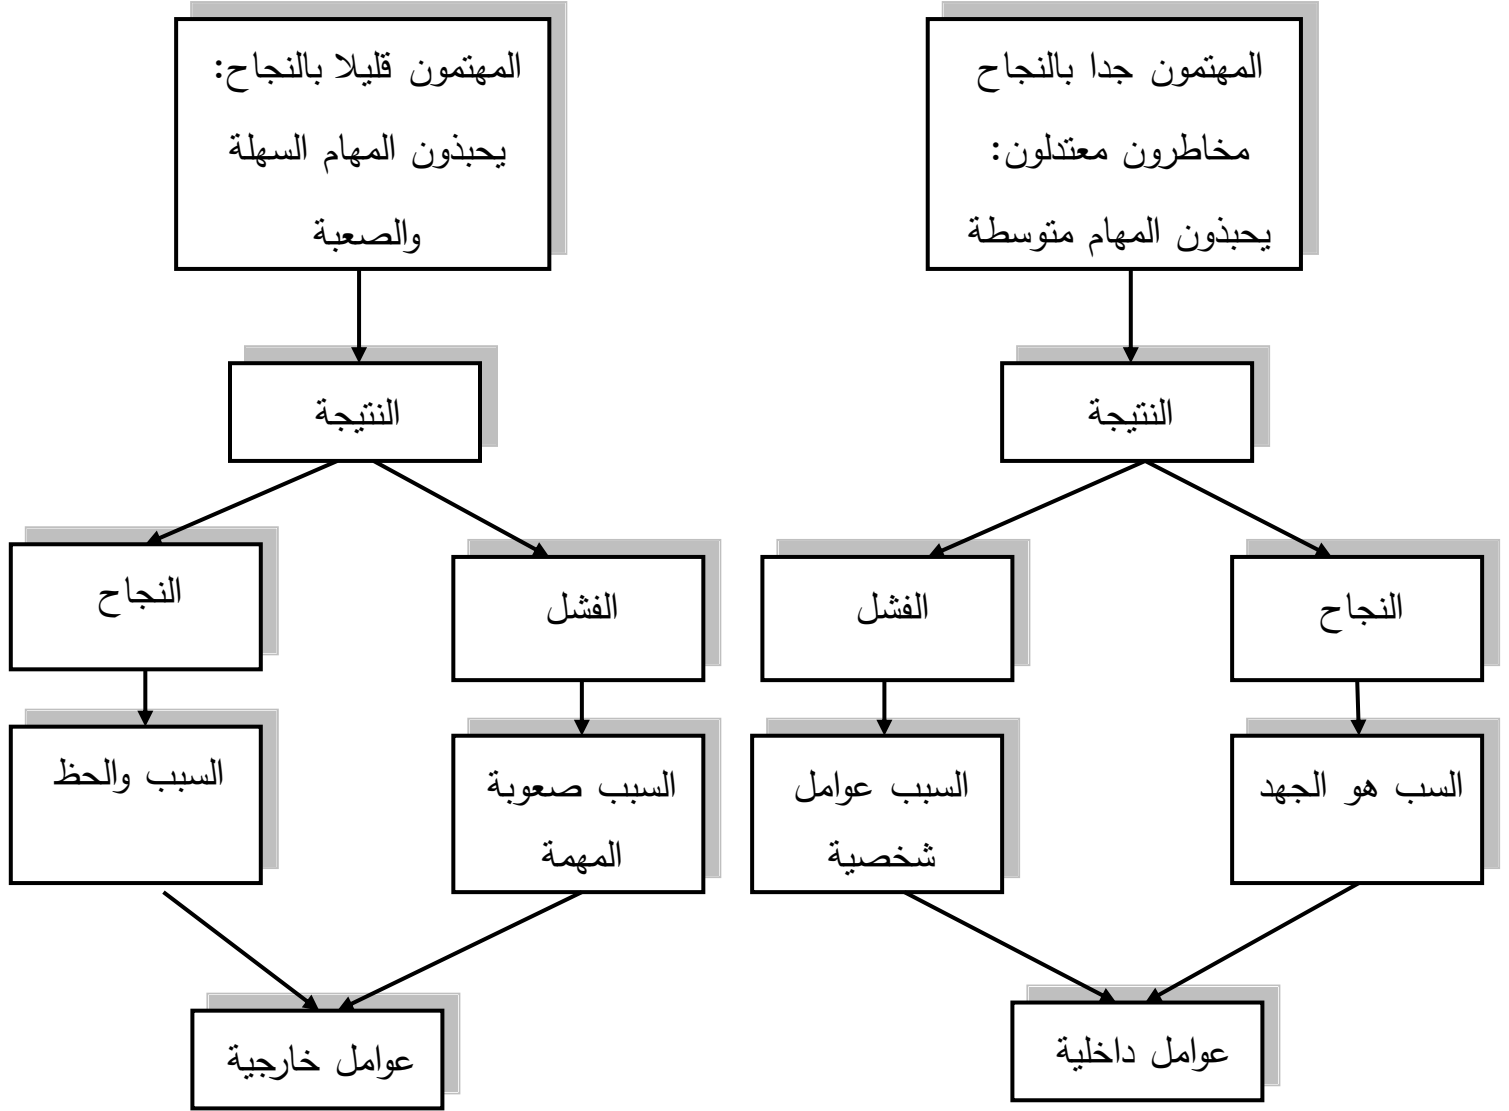 المهتمون جدا بالنجاح
مخاطرون معتدلون:
يحبذون المهام متوسطة
النتيجة
النجاح
الفشل
السب هو الجهد
السبب عوامل
شخصية
عوامل داخلية
المهتمون قليلا بالنجاح:
يحبذون المهام السهلة
والصعبة
النتيجة
الفشل
النجاح
السبب صعوبة
المهمة
السبب والحظ
عوامل خارجية